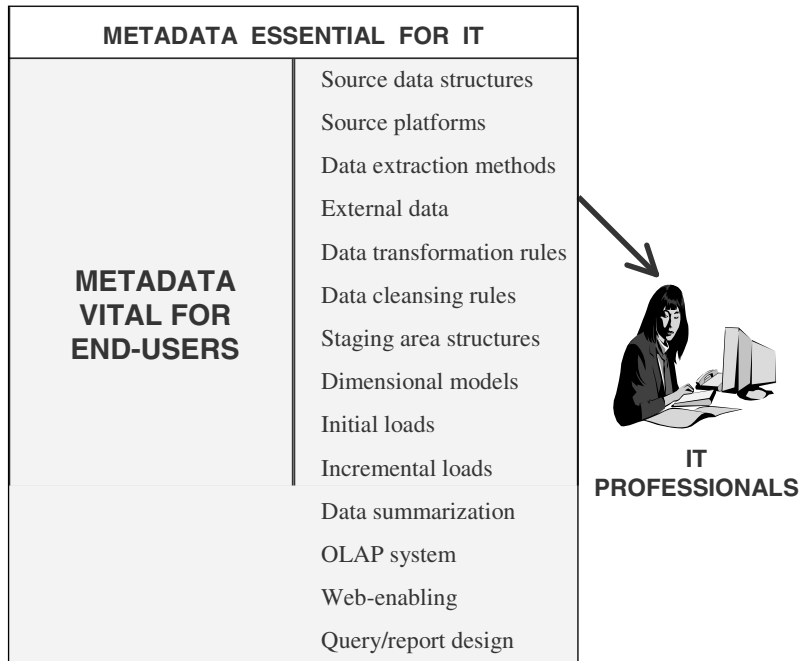 METADATA ESSENTIAL FOR IT
METADATA
VITAL FOR
END-USERS
Source data structures
Source platforms
Data extraction methods
External data
Data transformation rules
Data cleansing rules
Staging area structures
Dimensional models
Initial loads
Incremental loads
Data summarization
OLAP system
Web-enabling
Query/report design
IT
PROFESSIONALS